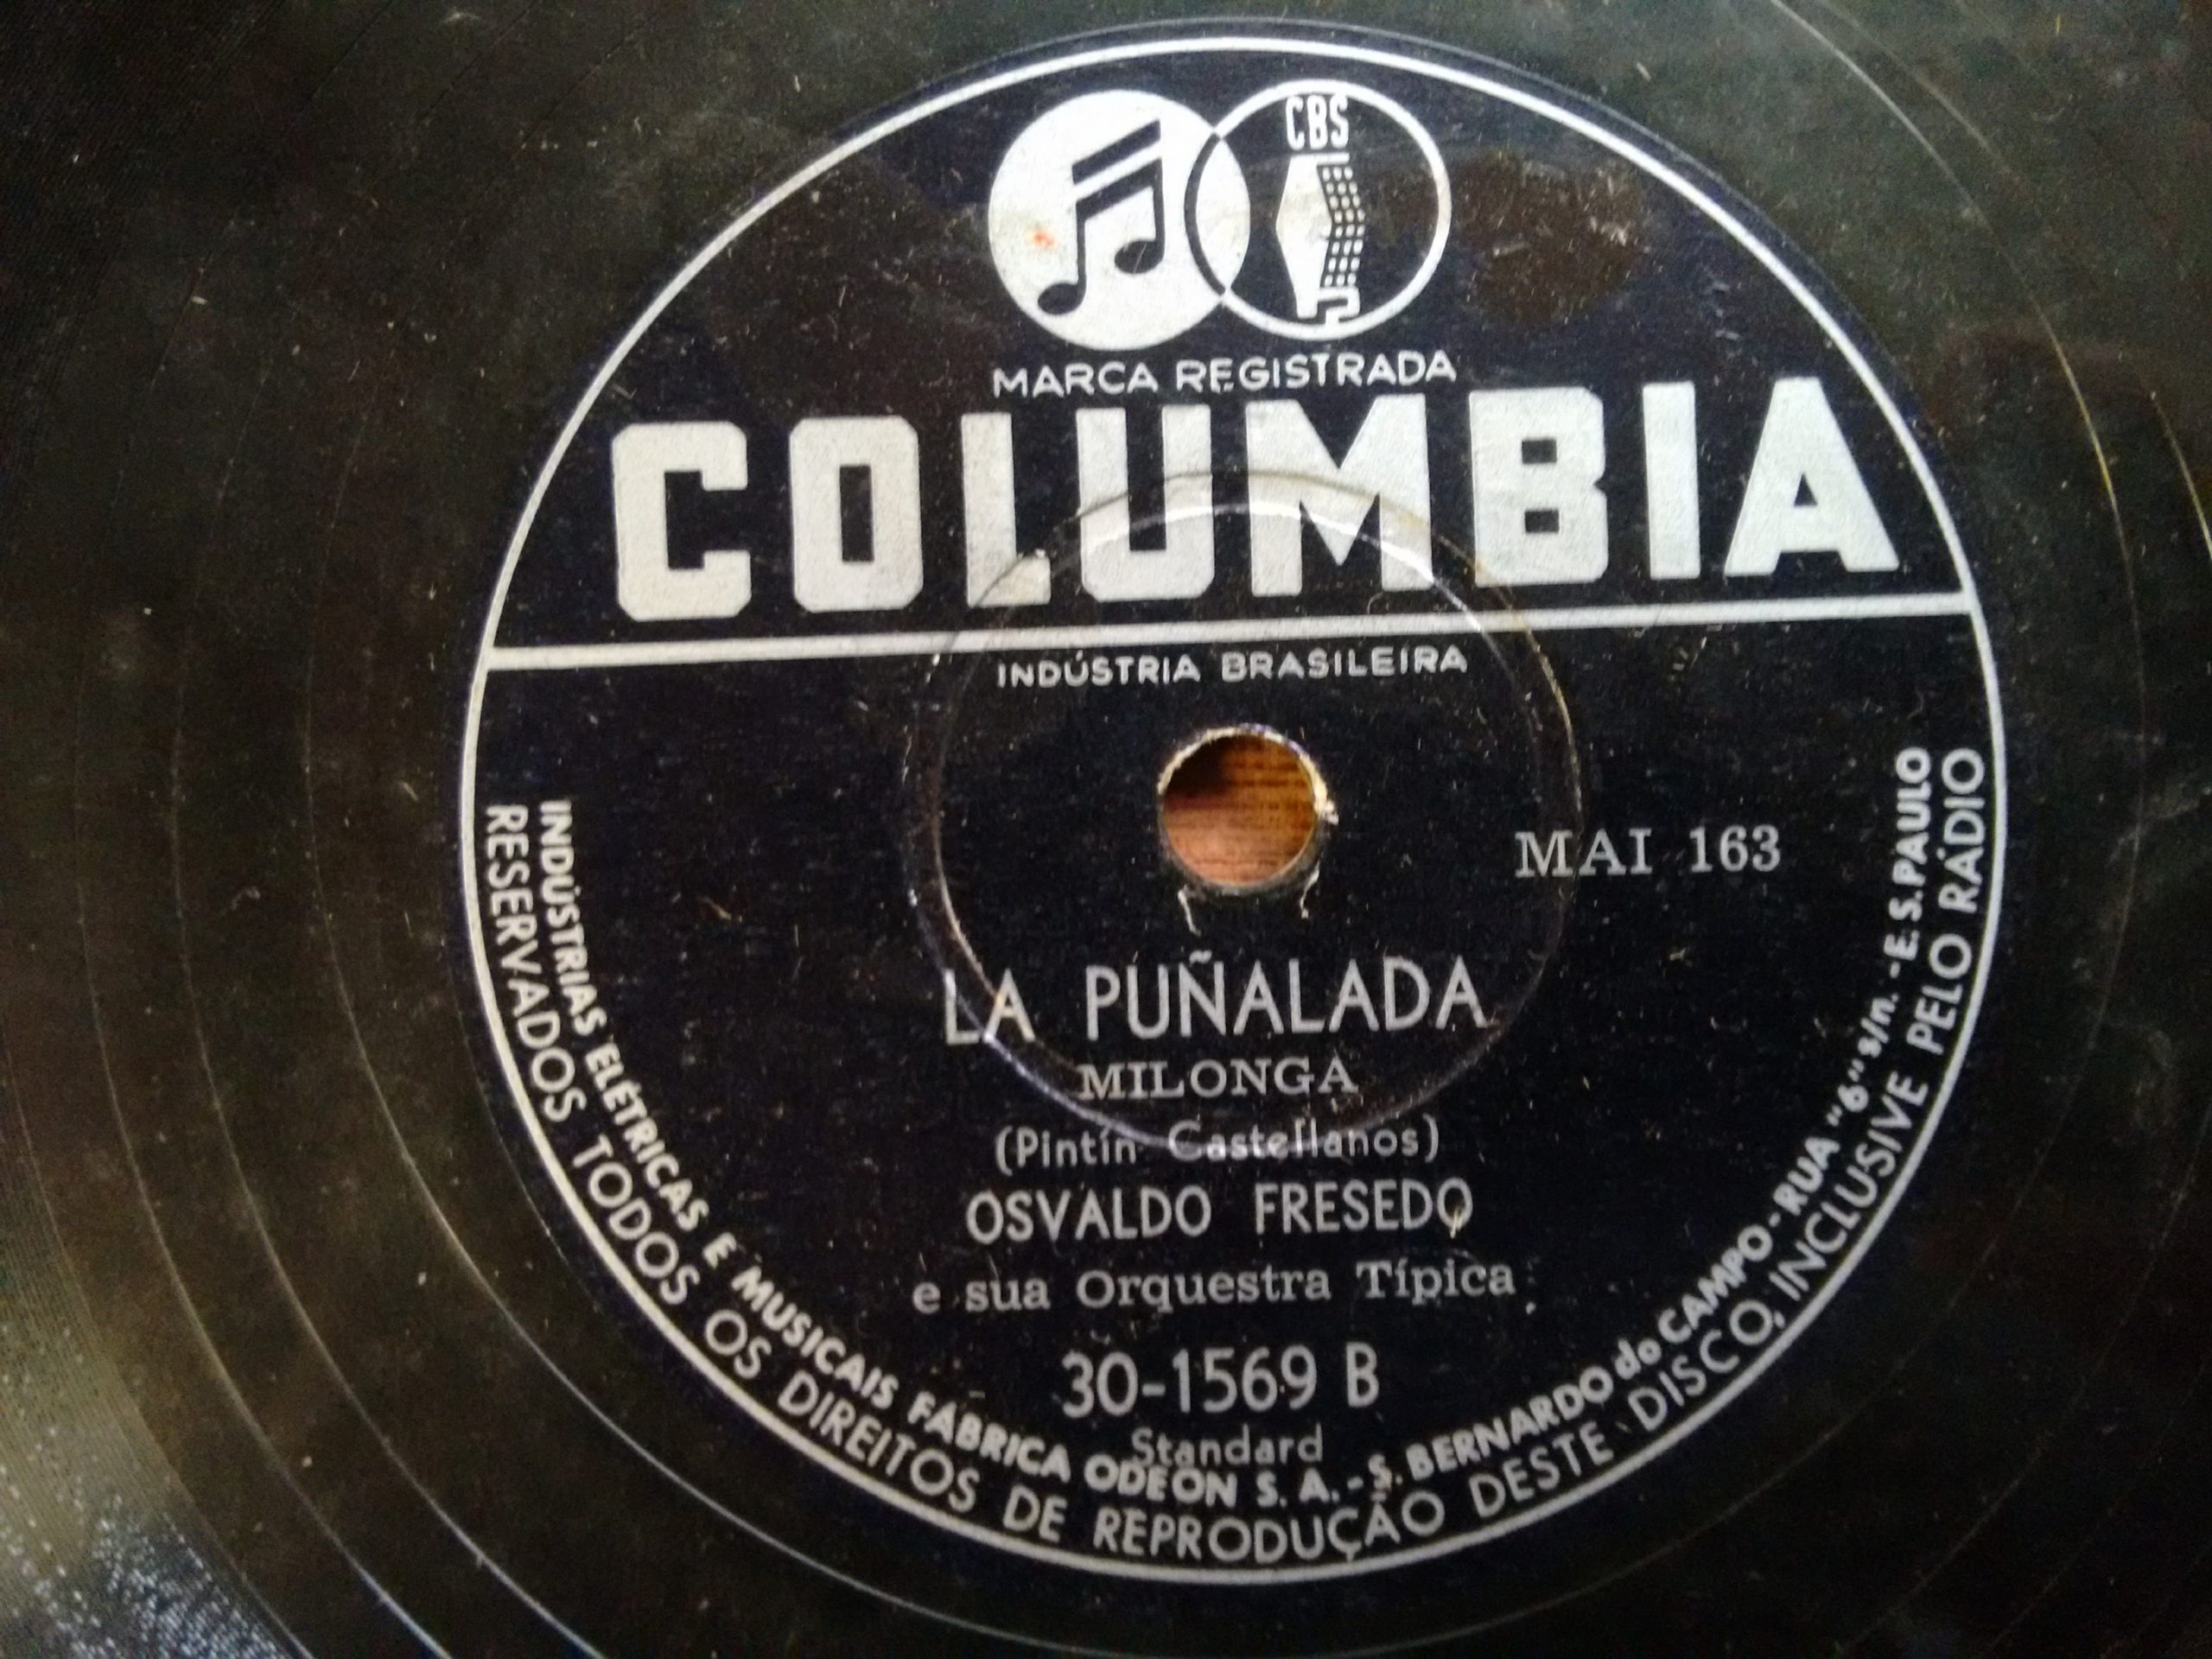 CBS
MARCA REGISTRADA
COLUMBIA
INDÚSTRIA BRASILEIRA
MAI 163
LA PUÑALADA
MILONGA
(Pintín Castellanos)
OSVALDO FRESEDO
e sua Orquestra Típica
30-1569 B
Standard
INDÚSTRIAS ELÉTRICAS E MUSICAIS FÁBRICA ODEON S. A. - S. BERNARDO do CAMPO - RUA "6" s/n. - E. S. PAULO
RESERVADOS TODOS OS DIREITOS DE REPRODUÇÃO DESTE DISCO, INCLUSIVE PELO RÁDIO